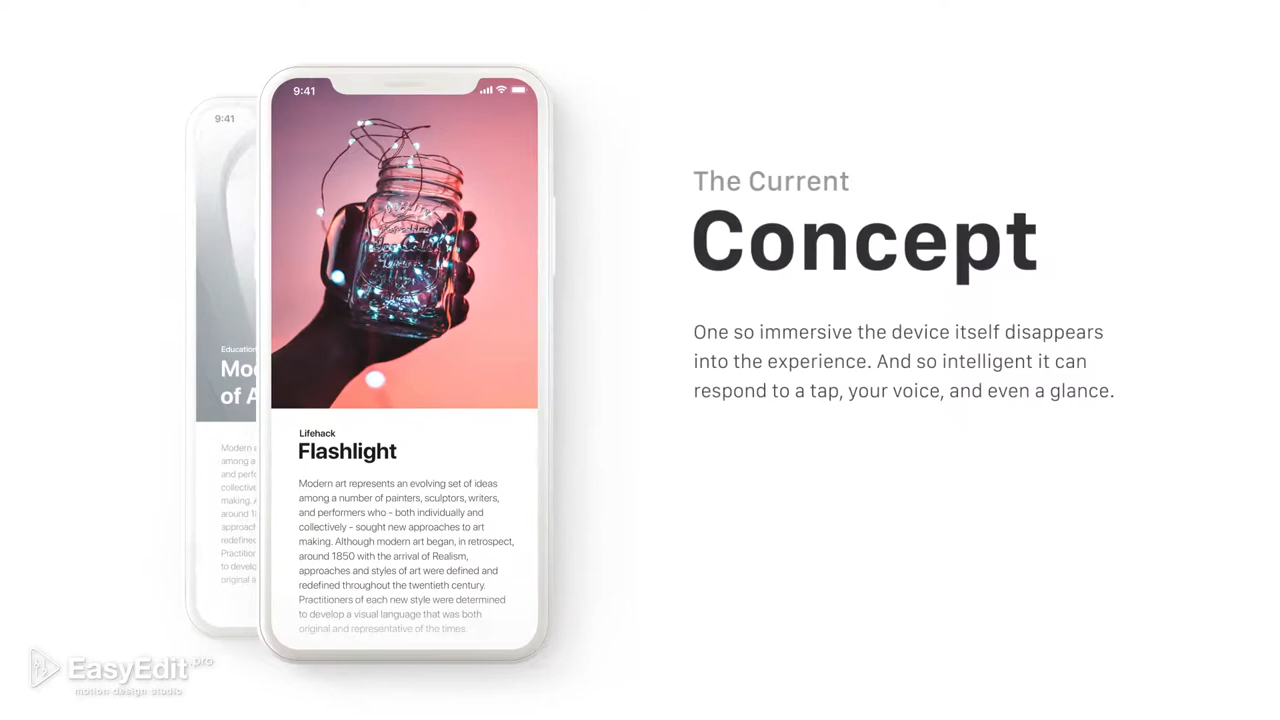 9:41
Education
Mo
of A
Modern
among a
and perf
collective
making. A
around 18
approach
redefined
Practition
to develo
original a
9:41
Lifehack
Flashlight
Modern art represents an evolving set of ideas
among a number of painters, sculptors, writers,
and performers who - both individually and
collectively - sought new approaches to art
making. Although modern art began, in retrospect,
around 1850 with the arrival of Realism,
approaches and styles of art were defined and
redefined throughout the twentieth century.
Practitioners of each new style were determined
to develop a visual language that was both
original and representative of the times.
The Current
Concept
One so immersive the device itself disappears
into the experience. And so intelligent it can
respond to a tap, your voice, and even a glance.
EasyEdit.pro
motion design studio